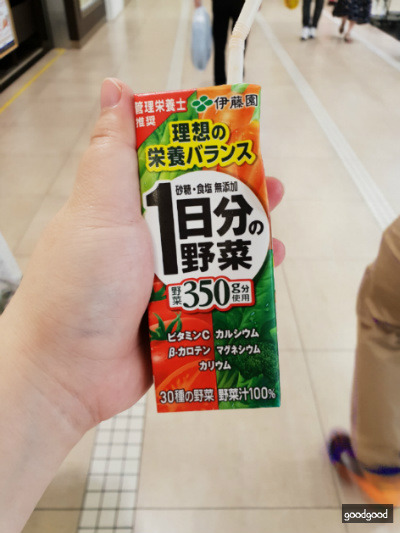 管理栄養士
推奨
伊藤園
理想の
栄養バランス
砂糖・食塩 無添加
1日分の
野菜
野菜350g分使用
ビタミンC カルシウム
β-カロテン マグネシウム
カリウム
30種の野菜 野菜汁100%
goodgood